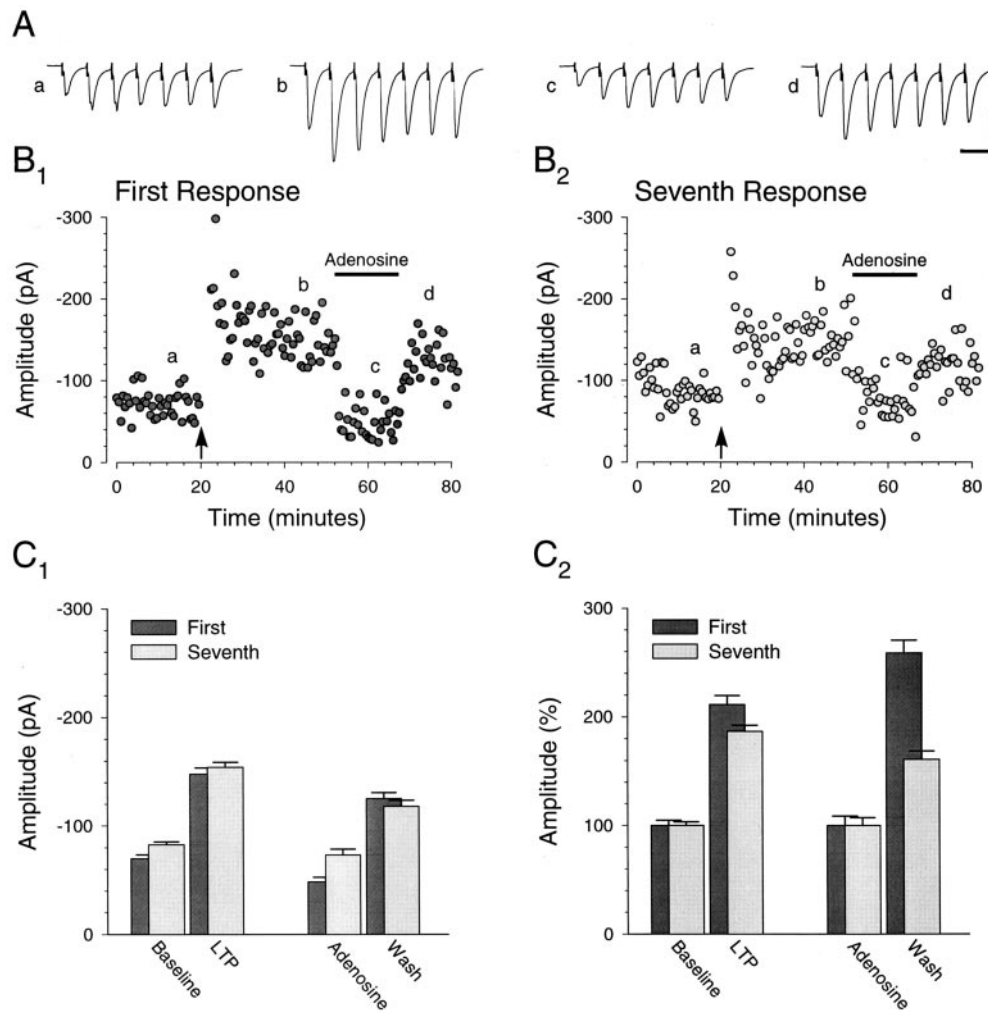 A
a b c d
B1 B2
First Response Seventh Response
-300 -300
Adenosine Adenosine
b b
-200 d -200 d
a a
c c
-100 -100
0 0
0 20 40 60 80 0 20 40 60 80
Time (minutes) Time (minutes)
Amplitude (pA) Amplitude (pA)
C1 C2
-300 300
First First
Seventh Seventh
-200 200
-100 100
0 0
Amplitude (pA) Amplitude (%)
Baseline LTP Adenosine Wash Baseline LTP Adenosine Wash